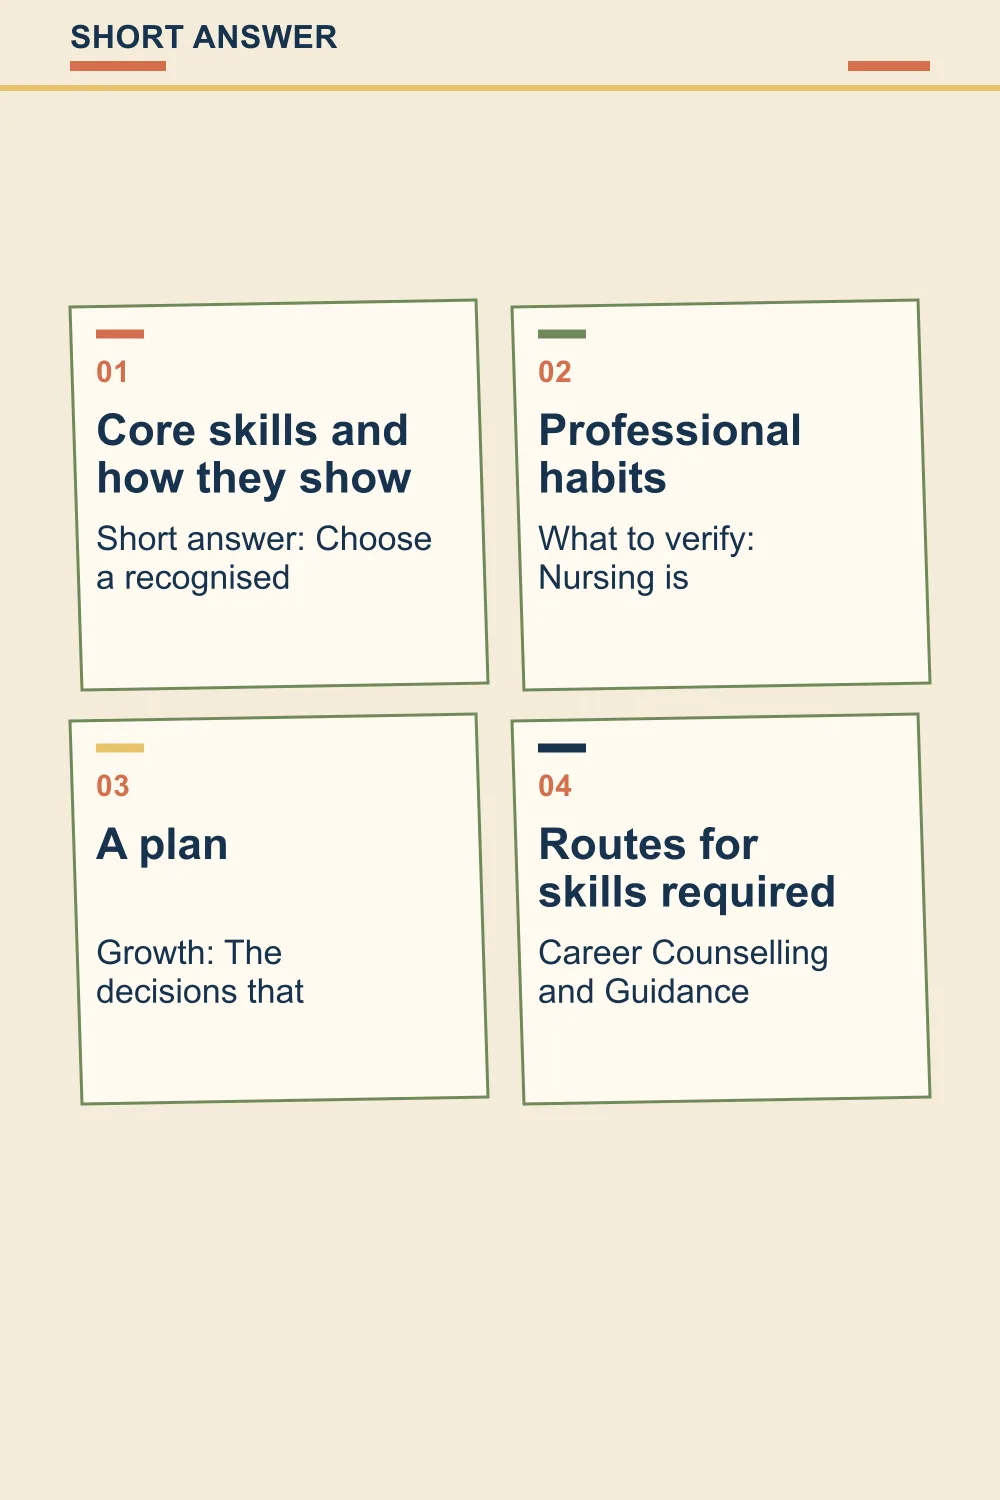 SHORT ANSWER
01
Core skills and
how they show
Short answer: Choose
a recognised
02
Professional
habits
What to verify:
Nursing is
03
A plan
Growth: The
decisions that
04
Routes for
skills required
Career Counselling
and Guidance